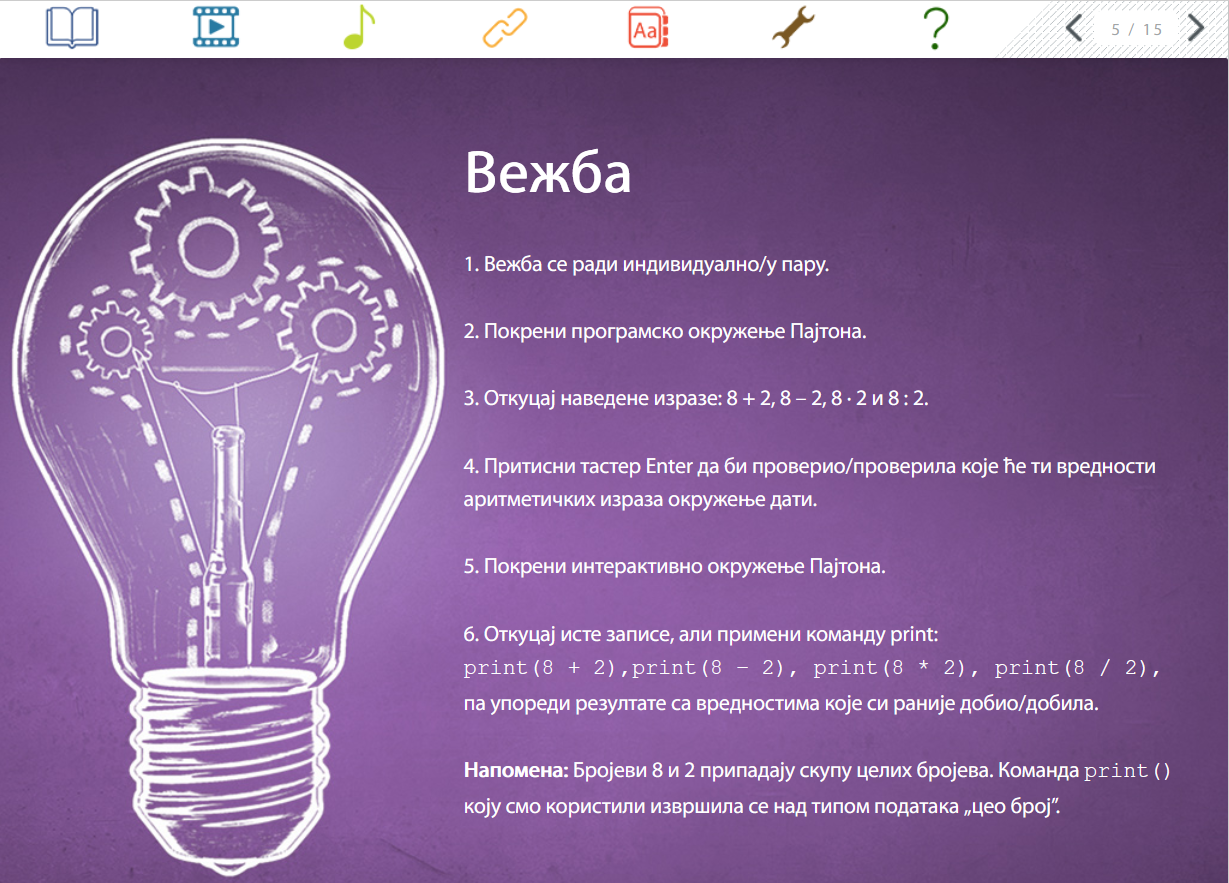 Aa
?
5 / 15
Вежба
1. Вежба се ради индивидуално/у пару.
2. Покрени програмско окружење Пајтона.
3. Откуцај наведене изразе: 8 + 2, 8 – 2, 8 · 2 и 8 : 2.
4. Притисни тастер Enter да би проверио/проверила које ће ти вредности
аритметичких израза окружење дати.
5. Покрени интерактивно окружење Пајтона.
6. Откуцај исте записе, али примени команду print:
print(8 + 2),print(8 – 2), print(8 * 2), print(8 / 2),
па упореди резултате са вредностима које си раније добио/добила.
Напомена: Бројеви 8 и 2 припадају скупу целих бројева. Команда print()
коју смо користили извршила се над типом података „цео број”.